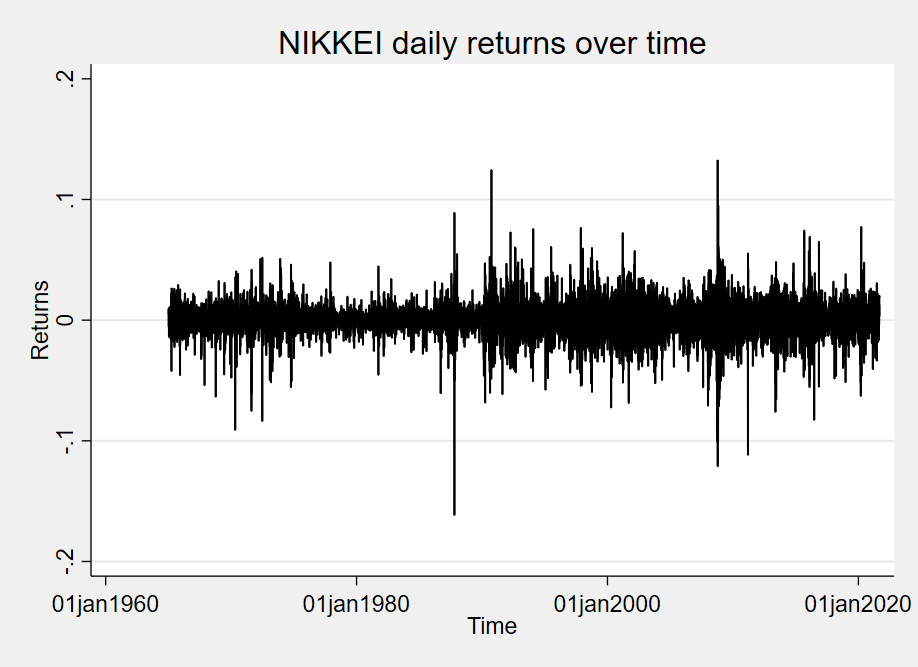 NIKKEI daily returns over time
.2
.1
0
-.1
-.2
Returns
01jan1960
01jan1980
01jan2000
01jan2020
Time